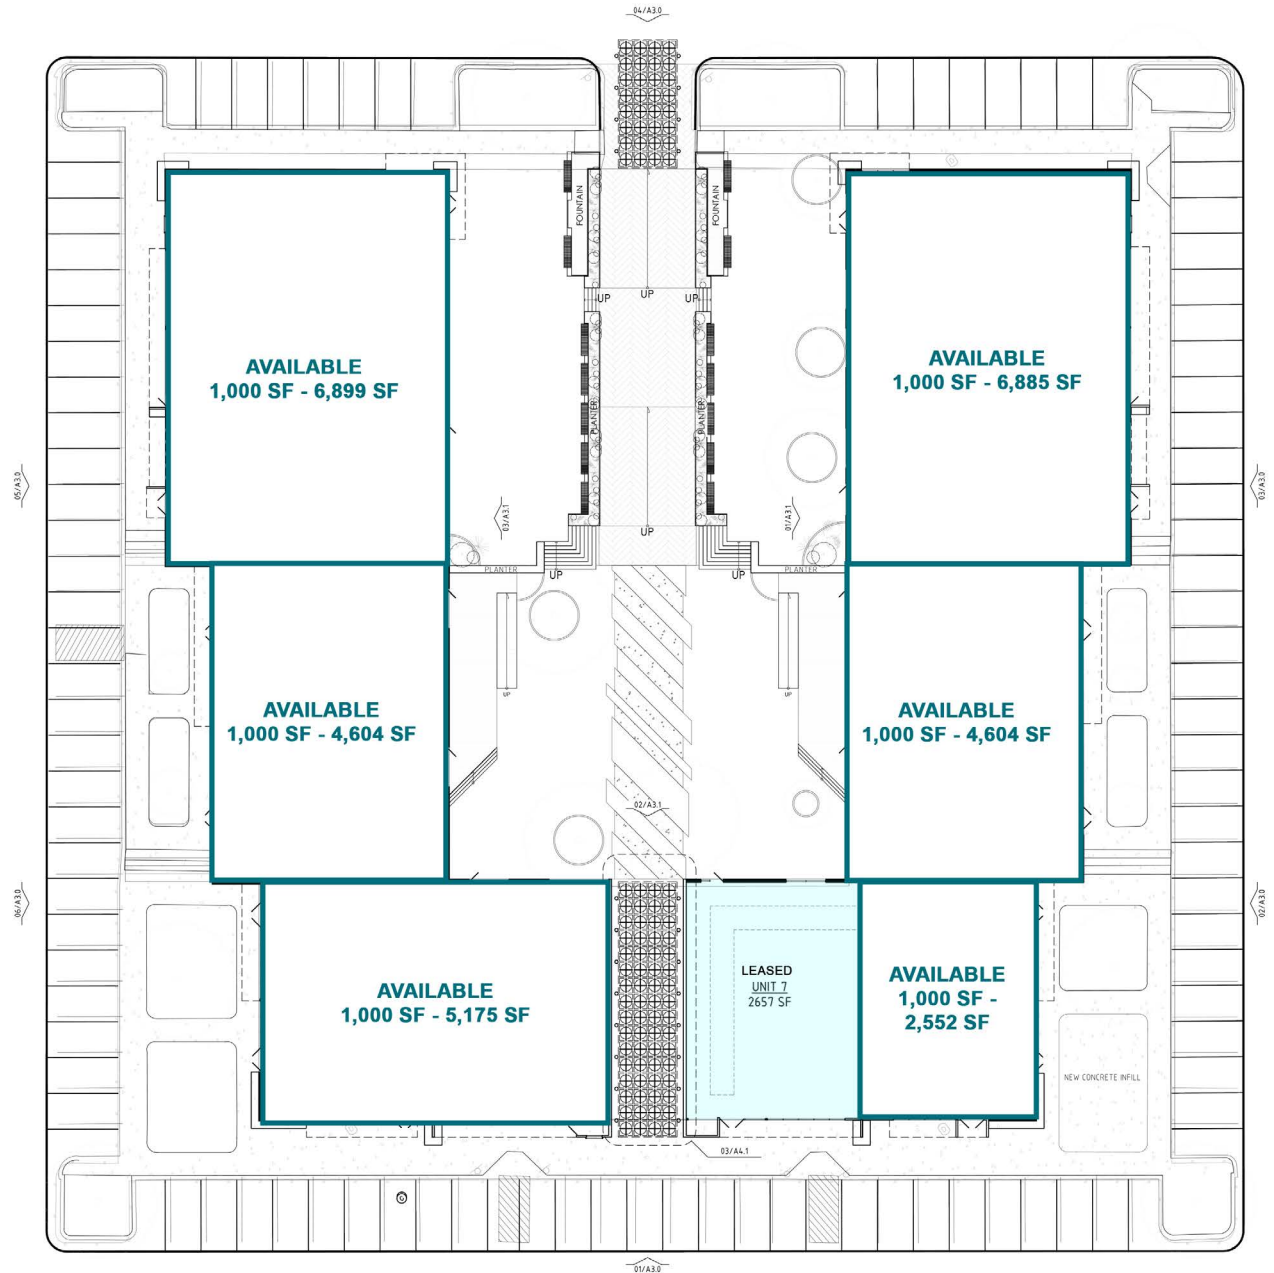 04/A3.0
FOUNTAIN
FOUNTAIN
UP
UP
UP
AVAILABLE
1,000 SF - 6,899 SF
AVAILABLE
1,000 SF - 6,885 SF
PLANTER
PLANTER
05/A3.0
03/A3.1
01/A3.1
03/A3.0
UP
PLANTER
UP
UP
PLANTER
UP
UP
AVAILABLE
1,000 SF - 4,604 SF
AVAILABLE
1,000 SF - 4,604 SF
02/A3.1
06/A3.0
02/A3.0
AVAILABLE
1,000 SF - 5,175 SF
LEASED
UNIT 7
2657 SF
AVAILABLE
1,000 SF -
2,552 SF
NEW CONCRETE INFILL
03/A4.1
01/A3.0